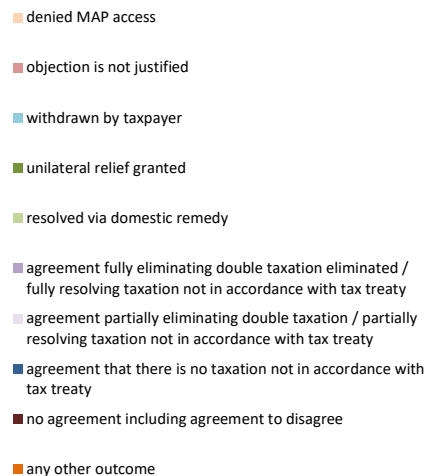 denied MAP access
objection is not justified
withdrawn by taxpayer
unilateral relief granted
resolved via domestic remedy
agreement fully eliminating double taxation eliminated /
fully resolving taxation not in accordance with tax treaty
agreement partially eliminating double taxation / partially
resolving taxation not in accordance with tax treaty
agreement that there is no taxation not in accordance with
tax treaty
no agreement including agreement to disagree
any other outcome